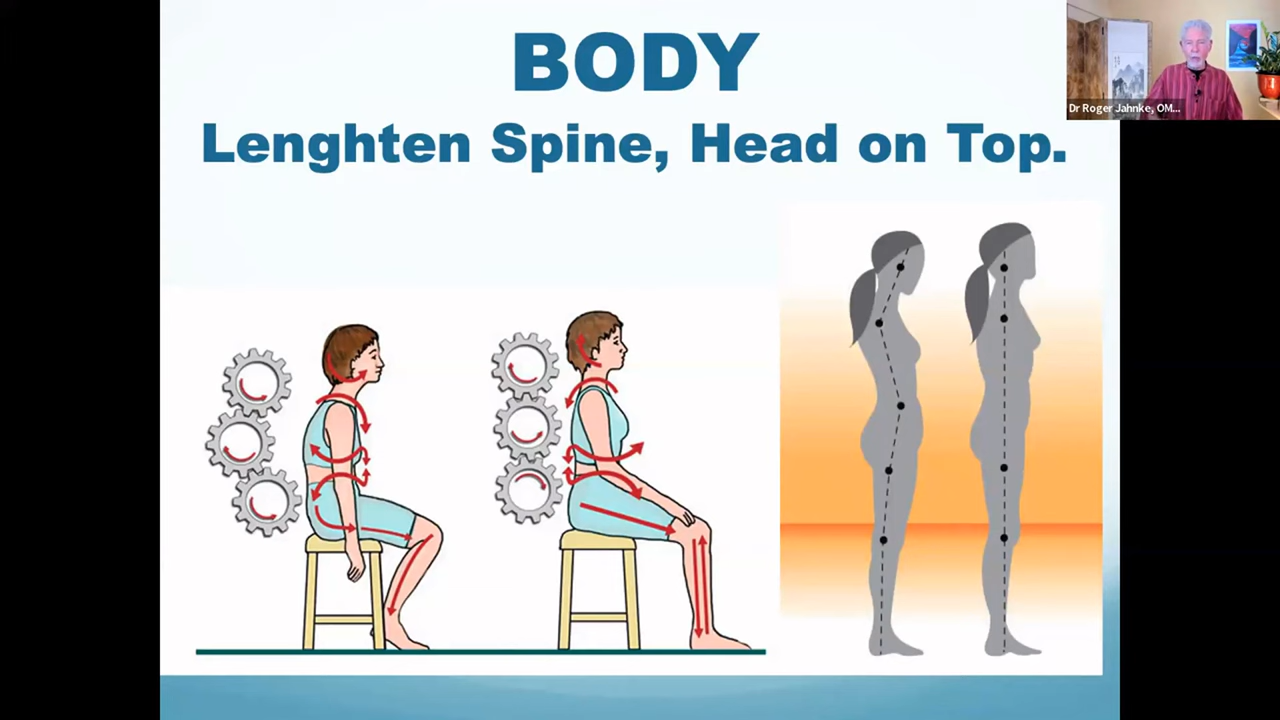 BODY
Lenghten Spine, Head on Top.
Dr Roger Jahnke, OM...